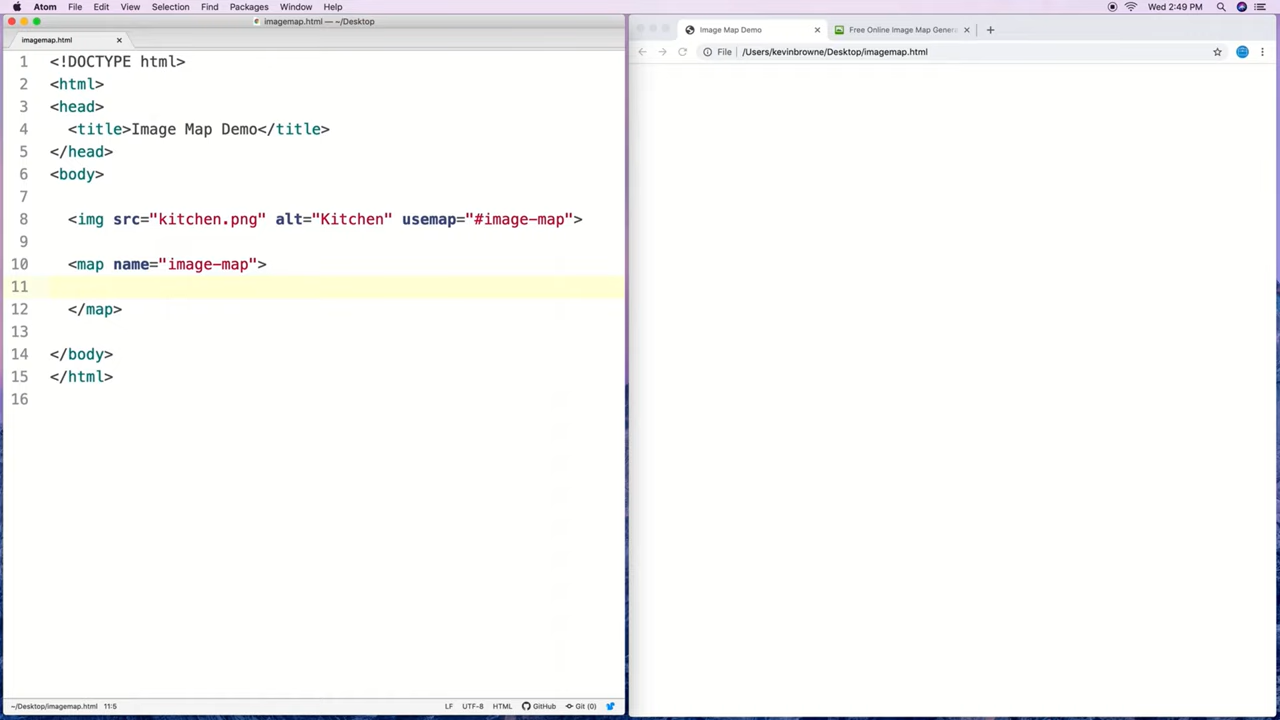 Atom File Edit View Selection Find Packages Window Help Wed 2:49 PM
imagemap.html — ~/Desktop
imagemap.html
Image Map Demo
Free Online Image Map Genera
File /Users/kevinbrowne/Desktop/imagemap.html
1 <!DOCTYPE html>
2 <html>
3 <head>
4 <title>Image Map Demo</title>
5 </head>
6 <body>
7
8 <img src="kitchen.png" alt="Kitchen" usemap="#image-map">
9
10 <map name="image-map">
11
12 </map>
13
14 </body>
15 </html>
16
~/Desktop/imagemap.html 11:5 LF UTF-8 HTML GitHub Git (0)